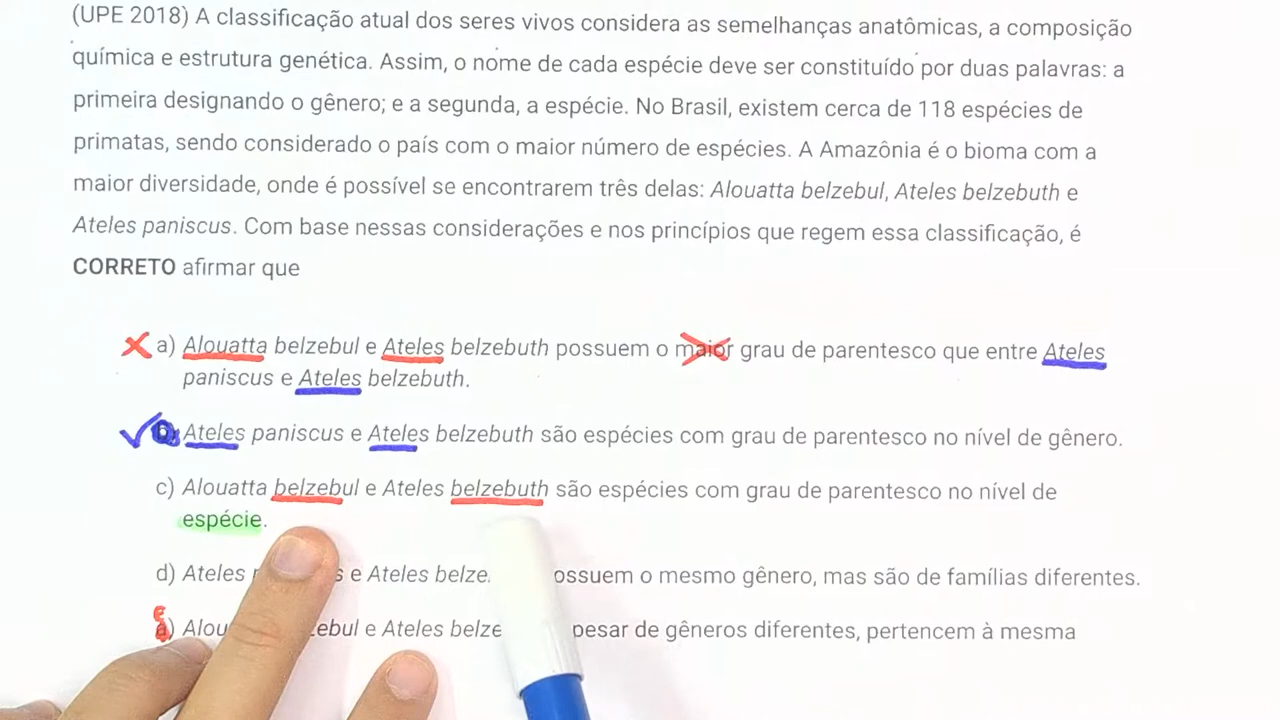 (UPE 2018) A classificação atual dos seres vivos considera as semelhanças anatômicas, a composição
química e estrutura genética. Assim, o nome de cada espécie deve ser constituído por duas palavras: a
primeira designando o gênero; e a segunda, a espécie. No Brasil, existem cerca de 118 espécies de
primatas, sendo considerado o país com o maior número de espécies. A Amazônia é o bioma com a
maior diversidade, onde é possível se encontrarem três delas: Alouatta belzebul, Ateles belzebuth e
Ateles paniscus. Com base nessas considerações e nos princípios que regem essa classificação, é
CORRETO afirmar que
a) Alouatta belzebul e Ateles belzebuth possuem o maior grau de parentesco que entre Ateles
paniscus e Ateles belzebuth.
b) Ateles paniscus e Ateles belzebuth são espécies com grau de parentesco no nível de gênero.
c) Alouatta belzebul e Ateles belzebuth são espécies com grau de parentesco no nível de
espécie.
d) Ateles e Ateles possuem o mesmo gênero, mas são de famílias diferentes.
e Ateles de gêneros diferentes, pertencem à mesma